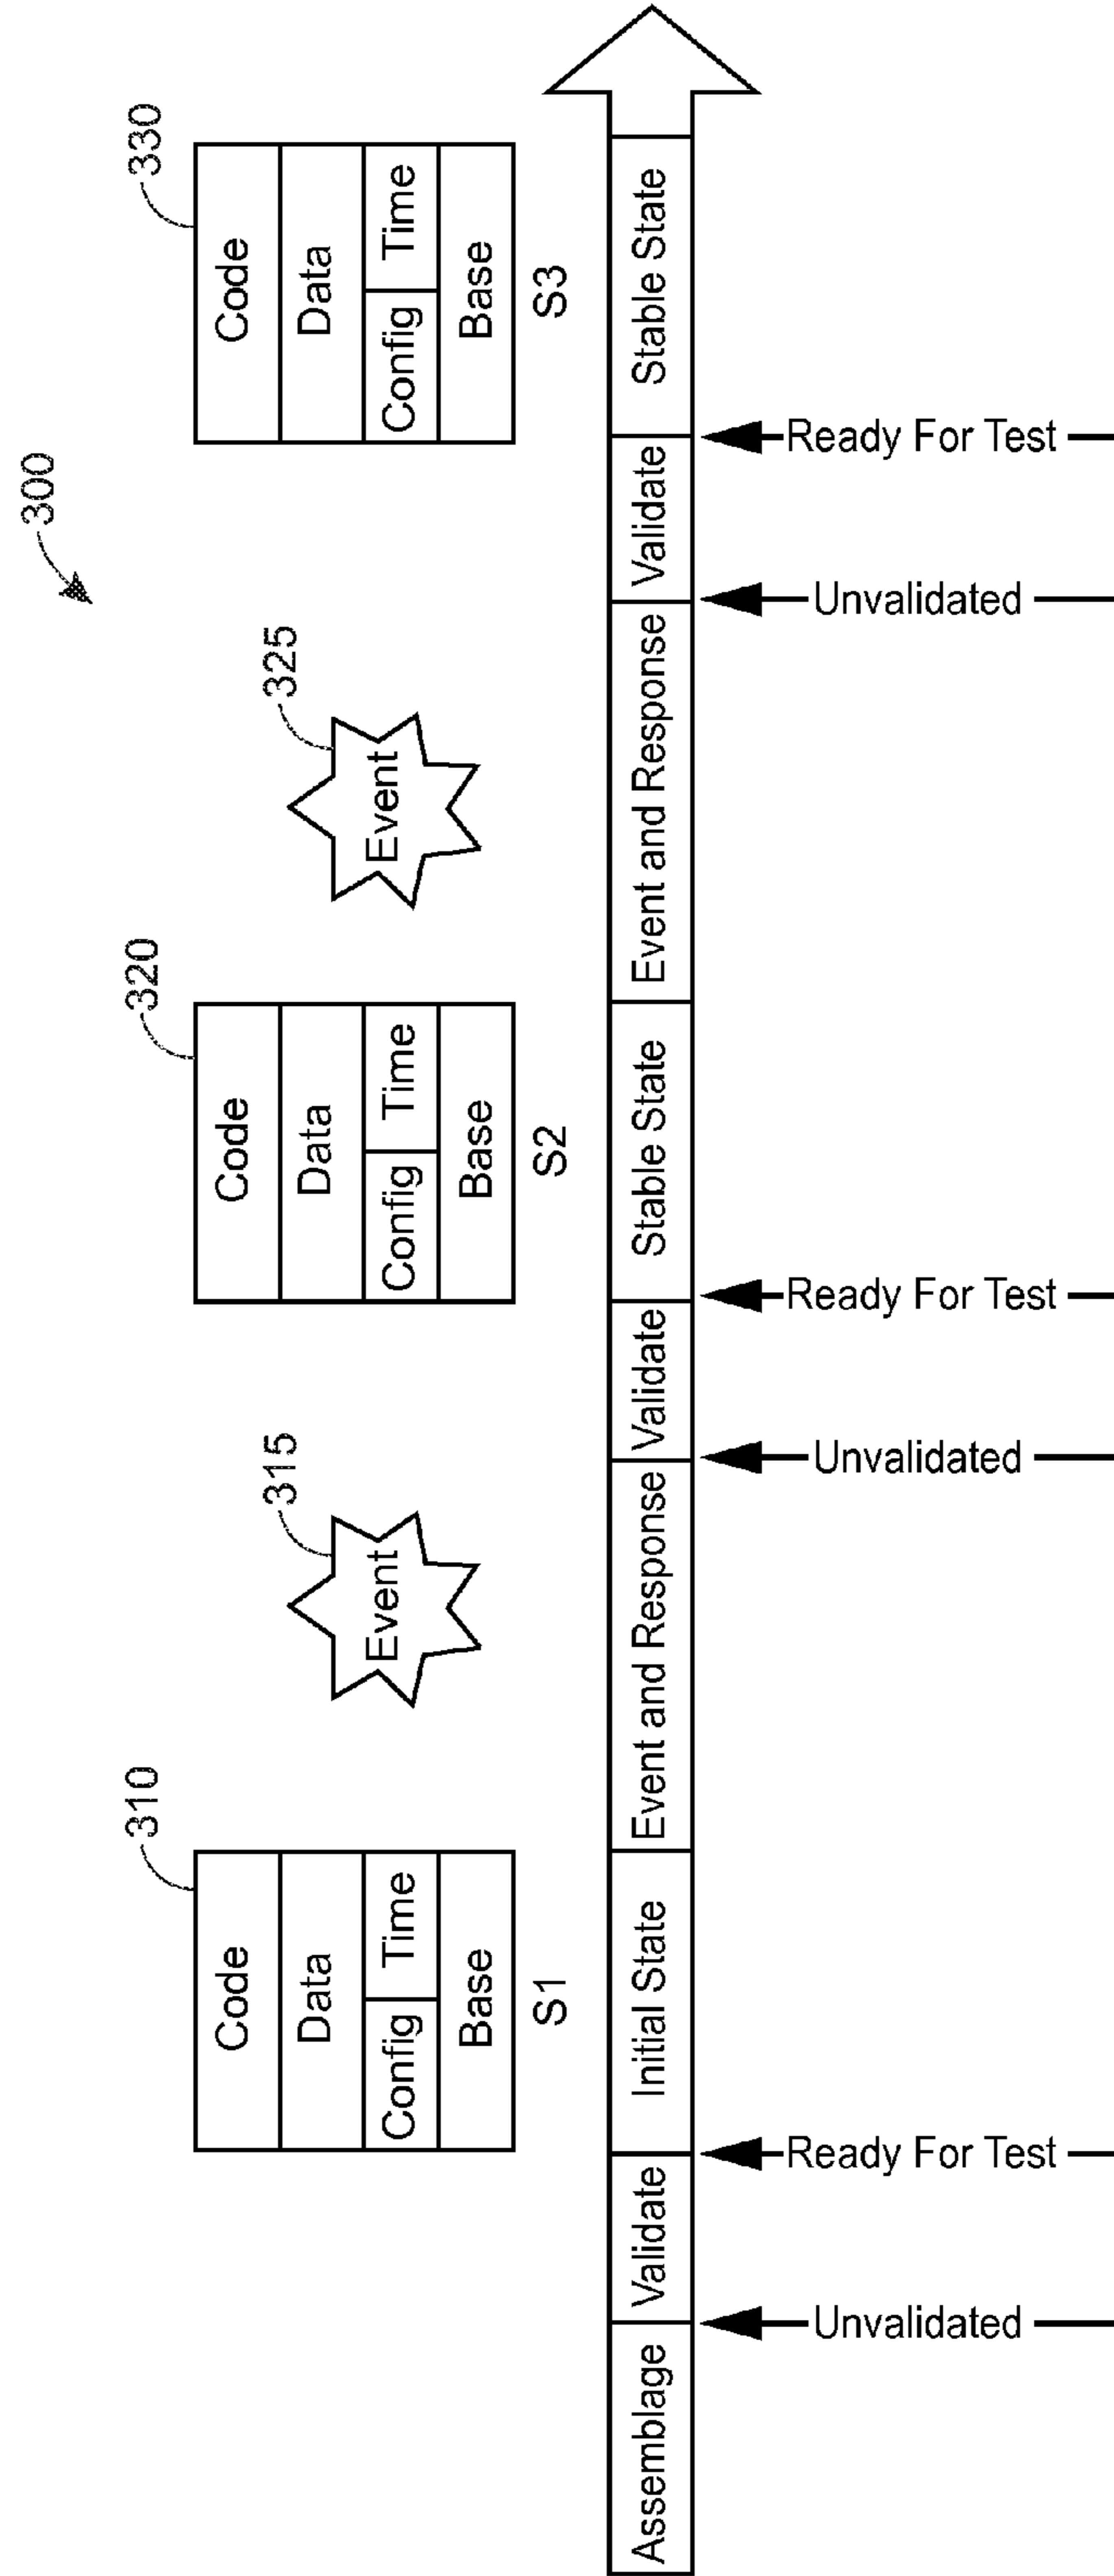 300
310
Code
Data
Config Time
Base
S1
315
Event
320
Code
Data
Config Time
Base
S2
325
Event
330
Code
Data
Config Time
Base
S3
Assemblage Validate Initial State Event and Response Validate Stable State Event and Response Validate Stable State
Unvalidated
Ready For Test
Unvalidated
Ready For Test
Unvalidated
Ready For Test